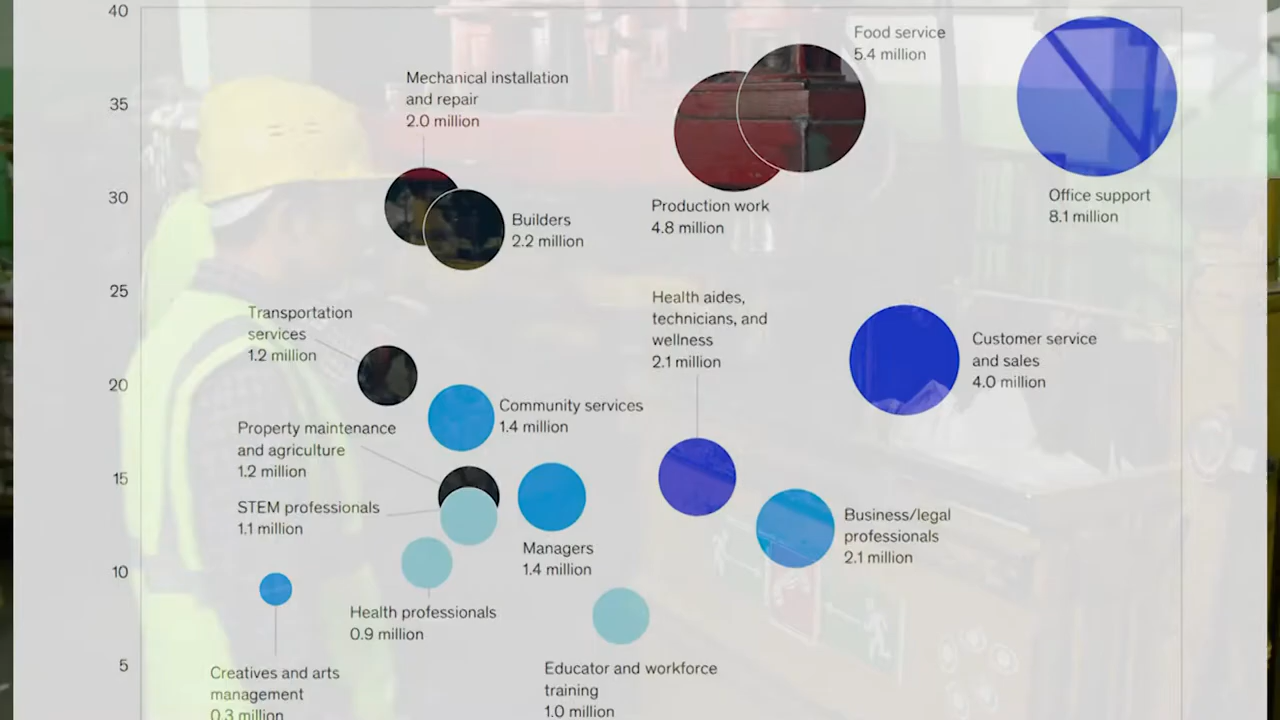 40
Food service
5.4 million
Mechanical installation
and repair
2.0 million
35
30
Production work
4.8 million
Office support
8.1 million
Builders
2.2 million
25
Transportation
services
1.2 million
Health aides,
technicians, and
wellness
2.1 million
Customer service
and sales
4.0 million
20
Community services
1.4 million
Property maintenance
and agriculture
1.2 million
15
STEM professionals
1.1 million
Business/legal
professionals
2.1 million
Managers
1.4 million
10
Health professionals
0.9 million
5
Creatives and arts
management
0.3 million
Educator and workforce
training
1.0 million